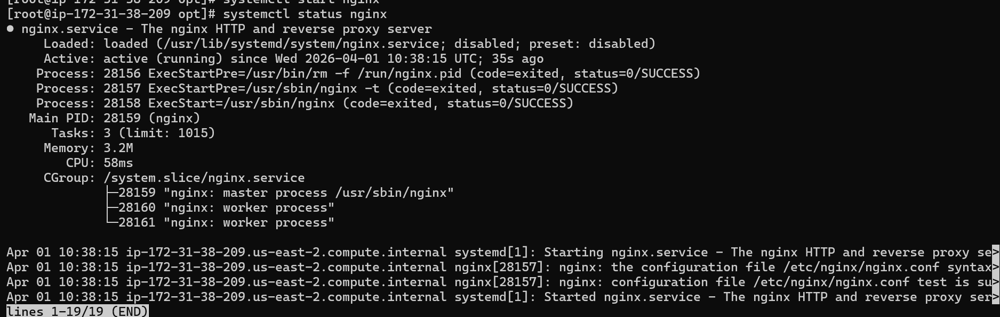 [root@ip-172-31-38-209 opt]# systemctl start nginx
[root@ip-172-31-38-209 opt]# systemctl status nginx
● nginx.service - The nginx HTTP and reverse proxy server
     Loaded: loaded (/usr/lib/systemd/system/nginx.service; disabled; preset: disabled)
     Active: active (running) since Wed 2026-04-01 10:38:15 UTC; 35s ago
    Process: 28156 ExecStartPre=/usr/bin/rm -f /run/nginx.pid (code=exited, status=0/SUCCESS)
    Process: 28157 ExecStartPre=/usr/sbin/nginx -t (code=exited, status=0/SUCCESS)
    Process: 28158 ExecStart=/usr/sbin/nginx (code=exited, status=0/SUCCESS)
   Main PID: 28159 (nginx)
      Tasks: 3 (limit: 1015)
     Memory: 3.2M
        CPU: 58ms
     CGroup: /system.slice/nginx.service
             ├─28159 "nginx: master process /usr/sbin/nginx"
             ├─28160 "nginx: worker process"
             └─28161 "nginx: worker process"
Apr 01 10:38:15 ip-172-31-38-209.us-east-2.compute.internal systemd[1]: Starting nginx.service - The nginx HTTP and reverse proxy se>
Apr 01 10:38:15 ip-172-31-38-209.us-east-2.compute.internal nginx[28157]: nginx: the configuration file /etc/nginx/nginx.conf syntax>
Apr 01 10:38:15 ip-172-31-38-209.us-east-2.compute.internal nginx[28157]: nginx: configuration file /etc/nginx/nginx.conf test is su>
Apr 01 10:38:15 ip-172-31-38-209.us-east-2.compute.internal systemd[1]: Started nginx.service - The nginx HTTP and reverse proxy ser>
lines 1-19/19 (END)